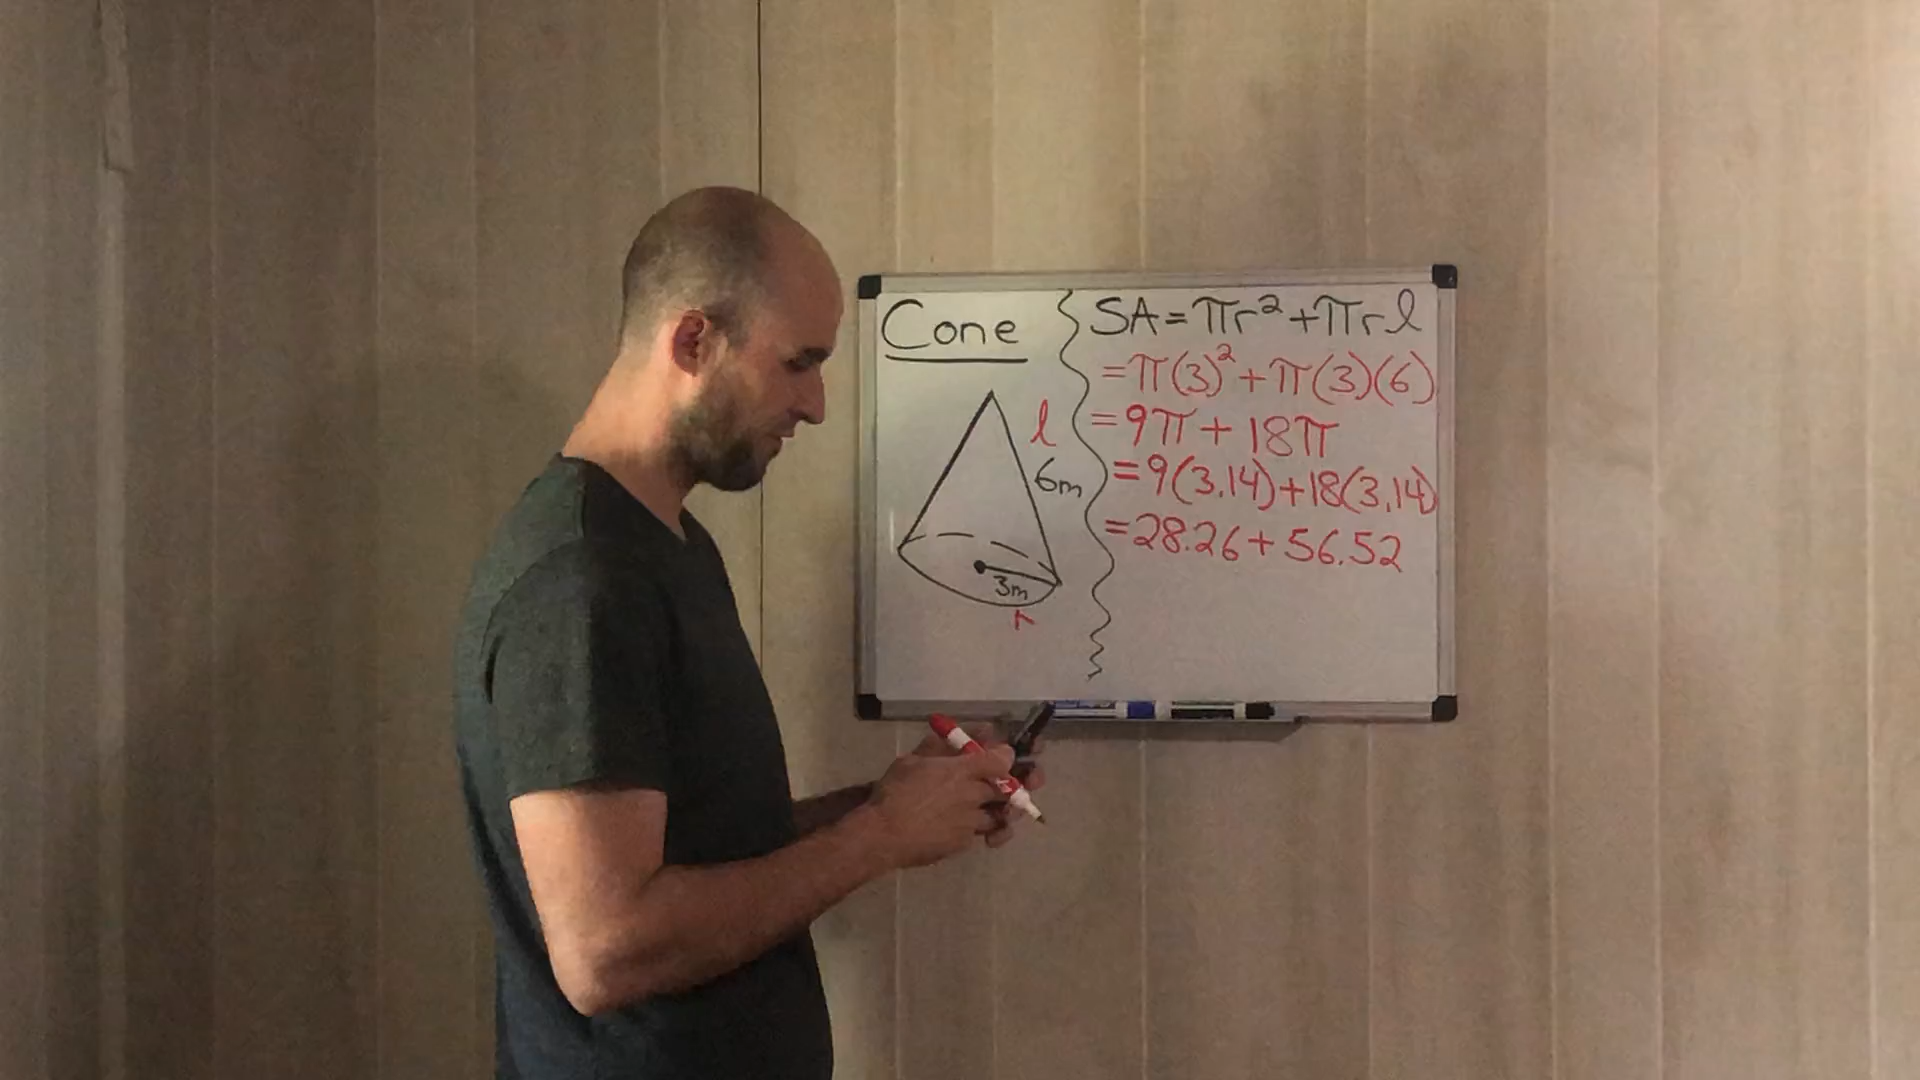 Cone
l
6m
3m
r
SA = πr² + πrl
= π(3)² + π(3)(6)
= 9π + 18π
= 9(3.14) + 18(3.14)
= 28.26 + 56.52